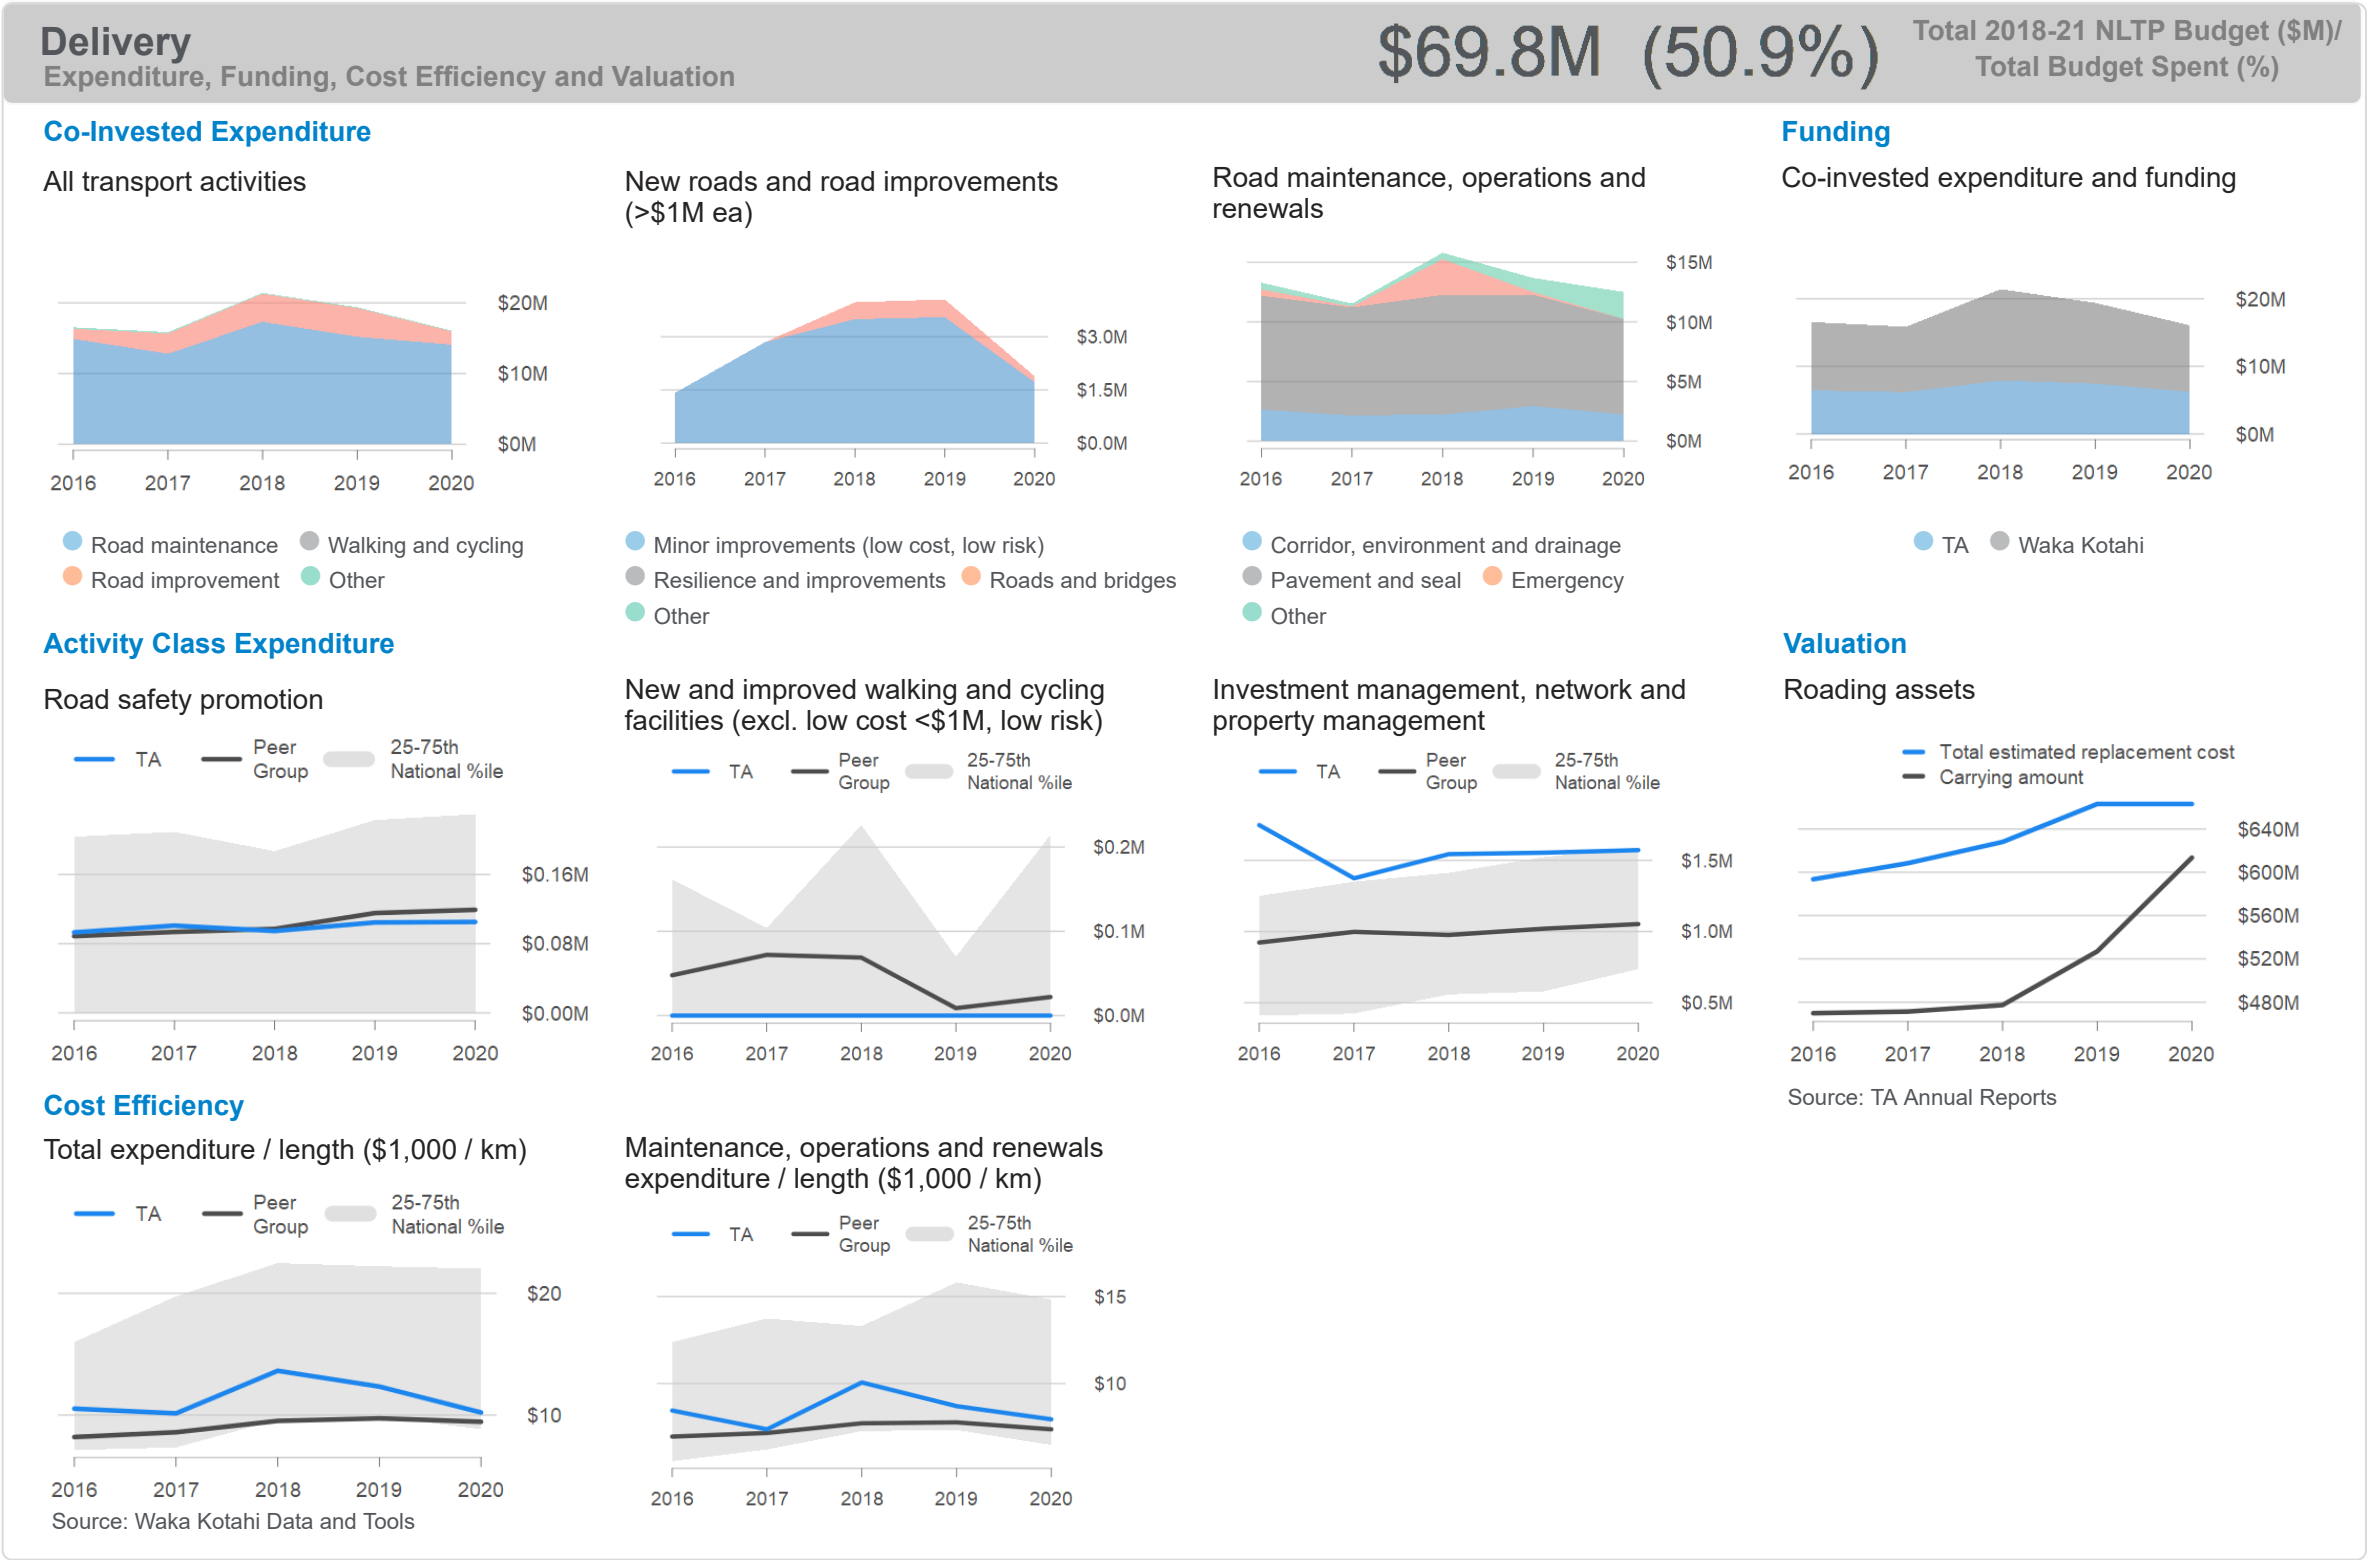 Delivery
Expenditure, Funding, Cost Efficiency and Valuation
$69.8M (50.9%)
Total 2018-21 NLTP Budget ($M)/
Total Budget Spent (%)
Co-Invested Expenditure
All transport activities
$20M
$10M
$0M
2016 2017 2018 2019 2020
Road maintenance Walking and cycling
Road improvement Other
New roads and road improvements
(>$1M ea)
$3.0M
$1.5M
$0.0M
2016 2017 2018 2019 2020
Minor improvements (low cost, low risk)
Resilience and improvements Roads and bridges
Other
Road maintenance, operations and
renewals
$15M
$10M
$5M
$0M
2016 2017 2018 2019 2020
Corridor, environment and drainage
Pavement and seal Emergency
Other
Funding
Co-invested expenditure and funding
$20M
$10M
$0M
2016 2017 2018 2019 2020
TA Waka Kotahi
Activity Class Expenditure
Road safety promotion
TA
Peer
Group
25-75th
National %ile
$0.16M
$0.08M
$0.00M
2016 2017 2018 2019 2020
New and improved walking and cycling
facilities (excl. low cost <$1M, low risk)
TA
Peer
Group
25-75th
National %ile
$0.2M
$0.1M
$0.0M
2016 2017 2018 2019 2020
Investment management, network and
property management
TA
Peer
Group
25-75th
National %ile
$1.5M
$1.0M
$0.5M
2016 2017 2018 2019 2020
Valuation
Roading assets
Total estimated replacement cost
Carrying amount
$640M
$600M
$560M
$520M
$480M
2016 2017 2018 2019 2020
Source: TA Annual Reports
Cost Efficiency
Total expenditure / length ($1,000 / km)
TA
Peer
Group
25-75th
National %ile
$20
$10
2016 2017 2018 2019 2020
Source: Waka Kotahi Data and Tools
Maintenance, operations and renewals
expenditure / length ($1,000 / km)
TA
Peer
Group
25-75th
National %ile
$15
$10
2016 2017 2018 2019 2020